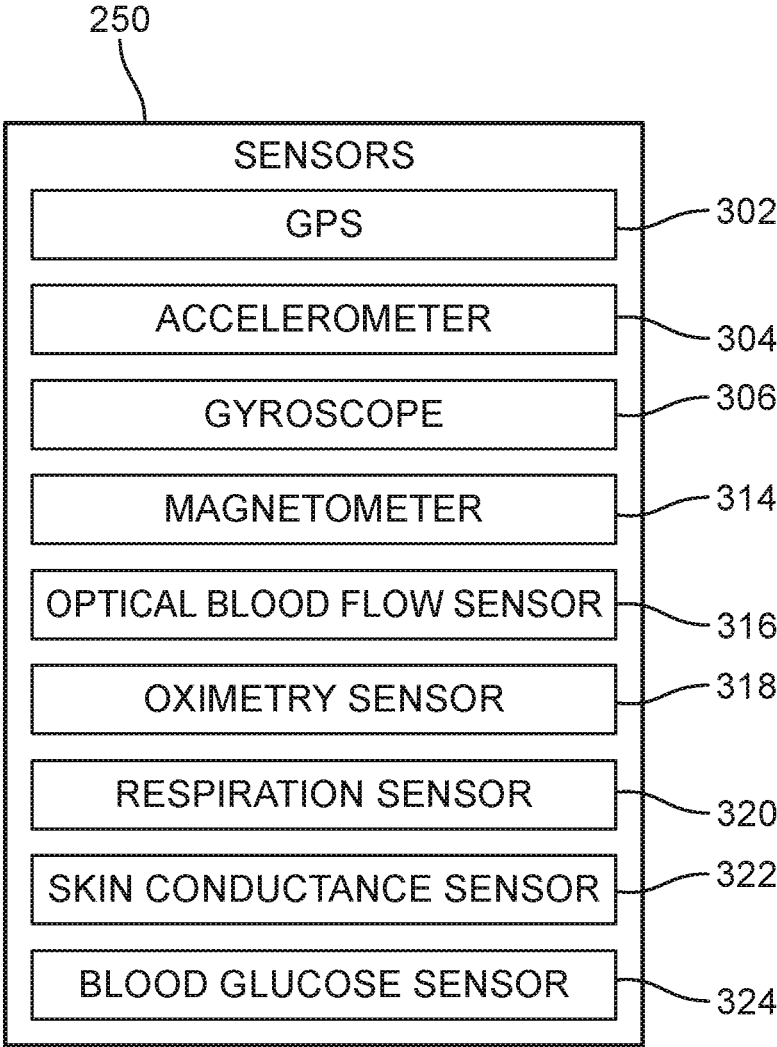 250
SENSORS
GPS
302
ACCELEROMETER
304
GYROSCOPE
306
MAGNETOMETER
314
OPTICAL BLOOD FLOW SENSOR
316
OXIMETRY SENSOR
318
RESPIRATION SENSOR
320
SKIN CONDUCTANCE SENSOR
322
BLOOD GLUCOSE SENSOR
324